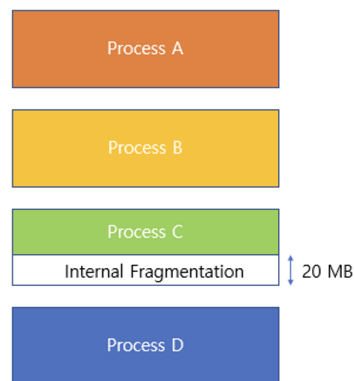 Process A
Process B
Process C
Internal Fragmentation
20 MB
Process D